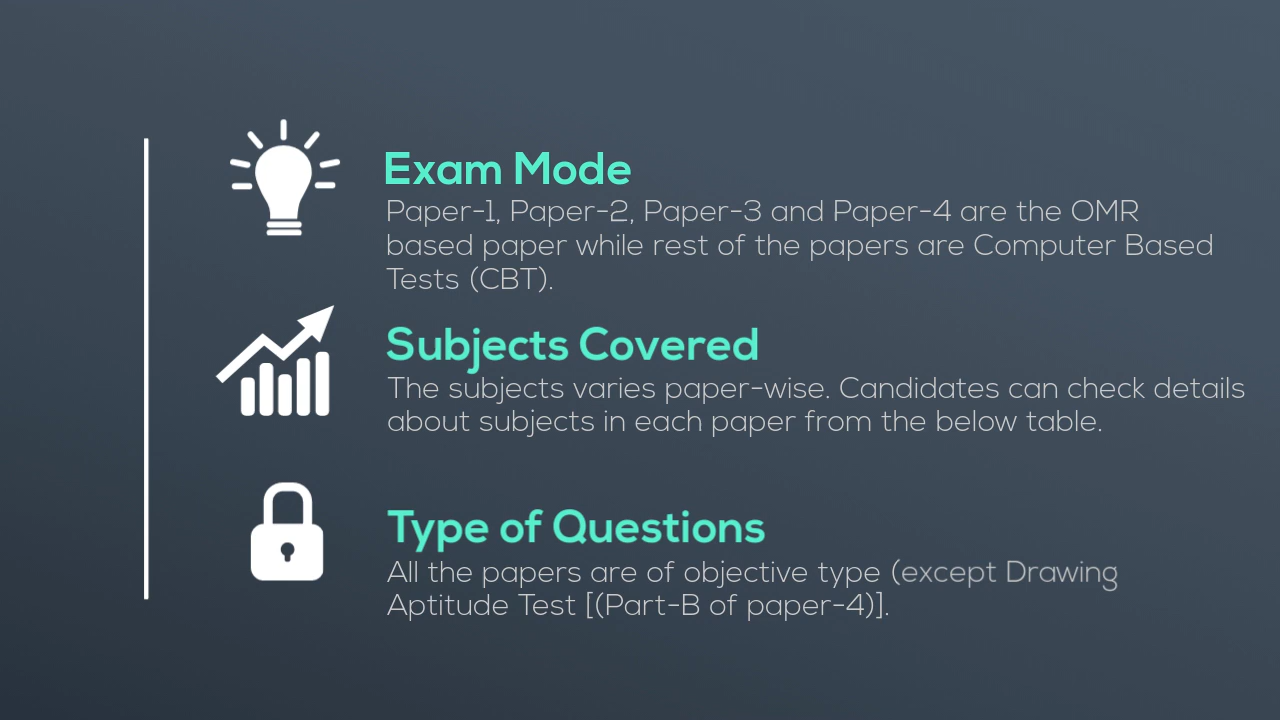 Exam Mode
Paper-1, Paper-2, Paper-3 and Paper-4 are the OMR
based paper while rest of the papers are Computer Based
Tests (CBT).
Subjects Covered
The subjects varies paper-wise. Candidates can check details
about subjects in each paper from the below table.
Type of Questions
All the papers are of objective type (except Drawing
Aptitude Test [(Part-B of paper-4)].